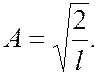 A = √(2/l).